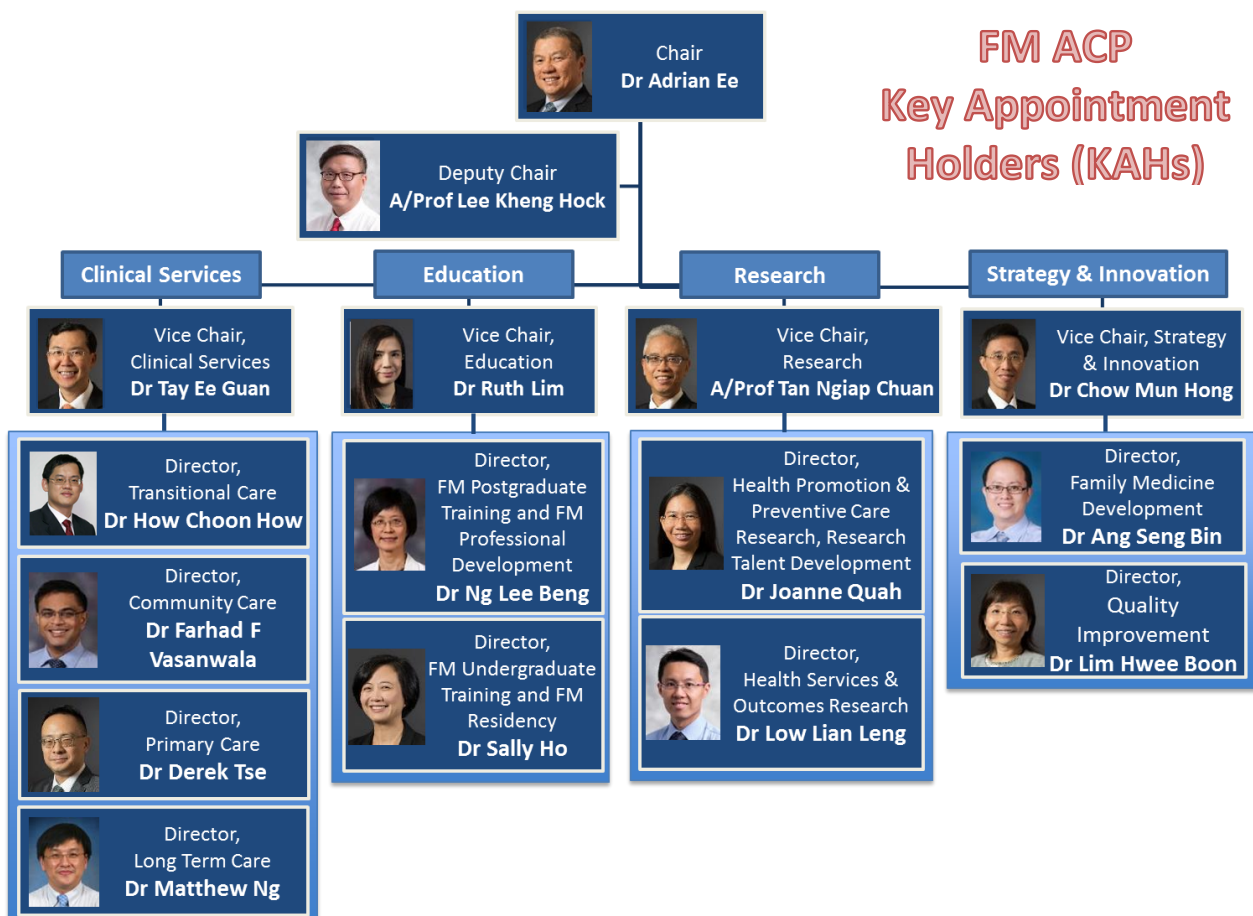 FM ACP
Key Appointment
Holders (KAHs)
Chair
Dr Adrian Ee
Deputy Chair
A/Prof Lee Kheng Hock
Clinical Services
Vice Chair,
Clinical Services
Dr Tay Ee Guan
Director,
Transitional Care
Dr How Choon How
Director,
Community Care
Dr Farhad F
Vasanwala
Director,
Primary Care
Dr Derek Tse
Director,
Long Term Care
Dr Matthew Ng
Education
Vice Chair,
Education
Dr Ruth Lim
Director,
FM Postgraduate
Training and FM
Professional
Development
Dr Ng Lee Beng
Director,
FM Undergraduate
Training and FM
Residency
Dr Sally Ho
Research
Vice Chair,
Research
A/Prof Tan Ngiap Chuan
Director,
Health Promotion &
Preventive Care
Research, Research
Talent Development
Dr Joanne Quah
Director,
Health Services &
Outcomes Research
Dr Low Lian Leng
Strategy & Innovation
Vice Chair, Strategy
& Innovation
Dr Chow Mun Hong
Director,
Family Medicine
Development
Dr Ang Seng Bin
Director,
Quality
Improvement
Dr Lim Hwee Boon